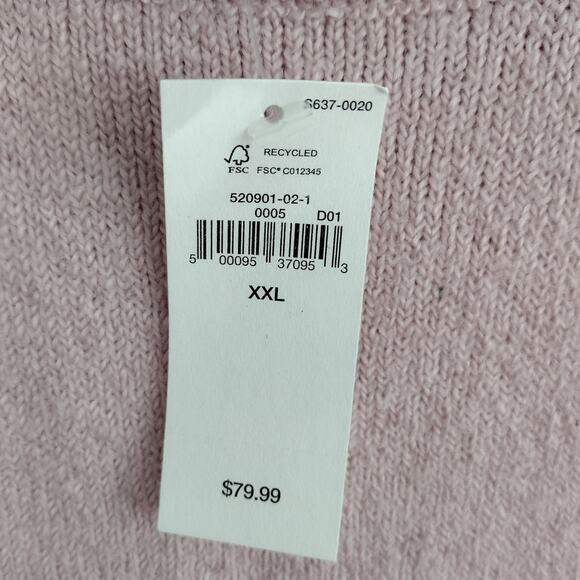 S637-0020
RECYCLED
FSC FSC® C012345
520901-02-1
0005 D01
5 00095 37095 3
XXL
$79.99